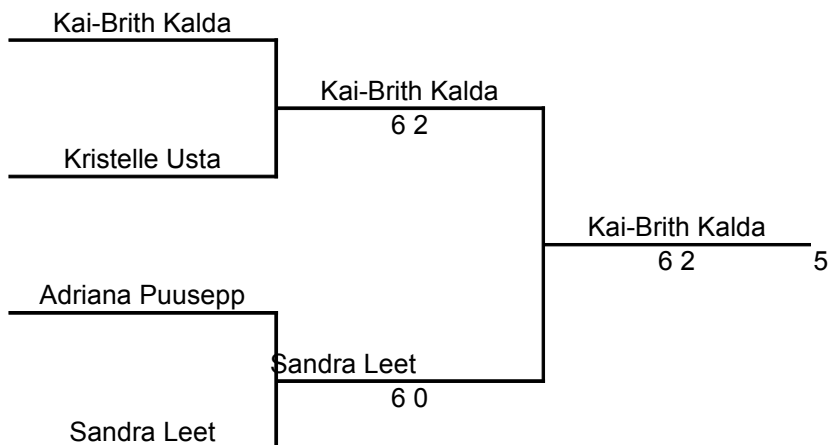 Kai-Brith Kalda
Kai-Brith Kalda
6 2
Kristelle Usta
Kai-Brith Kalda
6 2
5
Adriana Puusepp
Sandra Leet
6 0
Sandra Leet